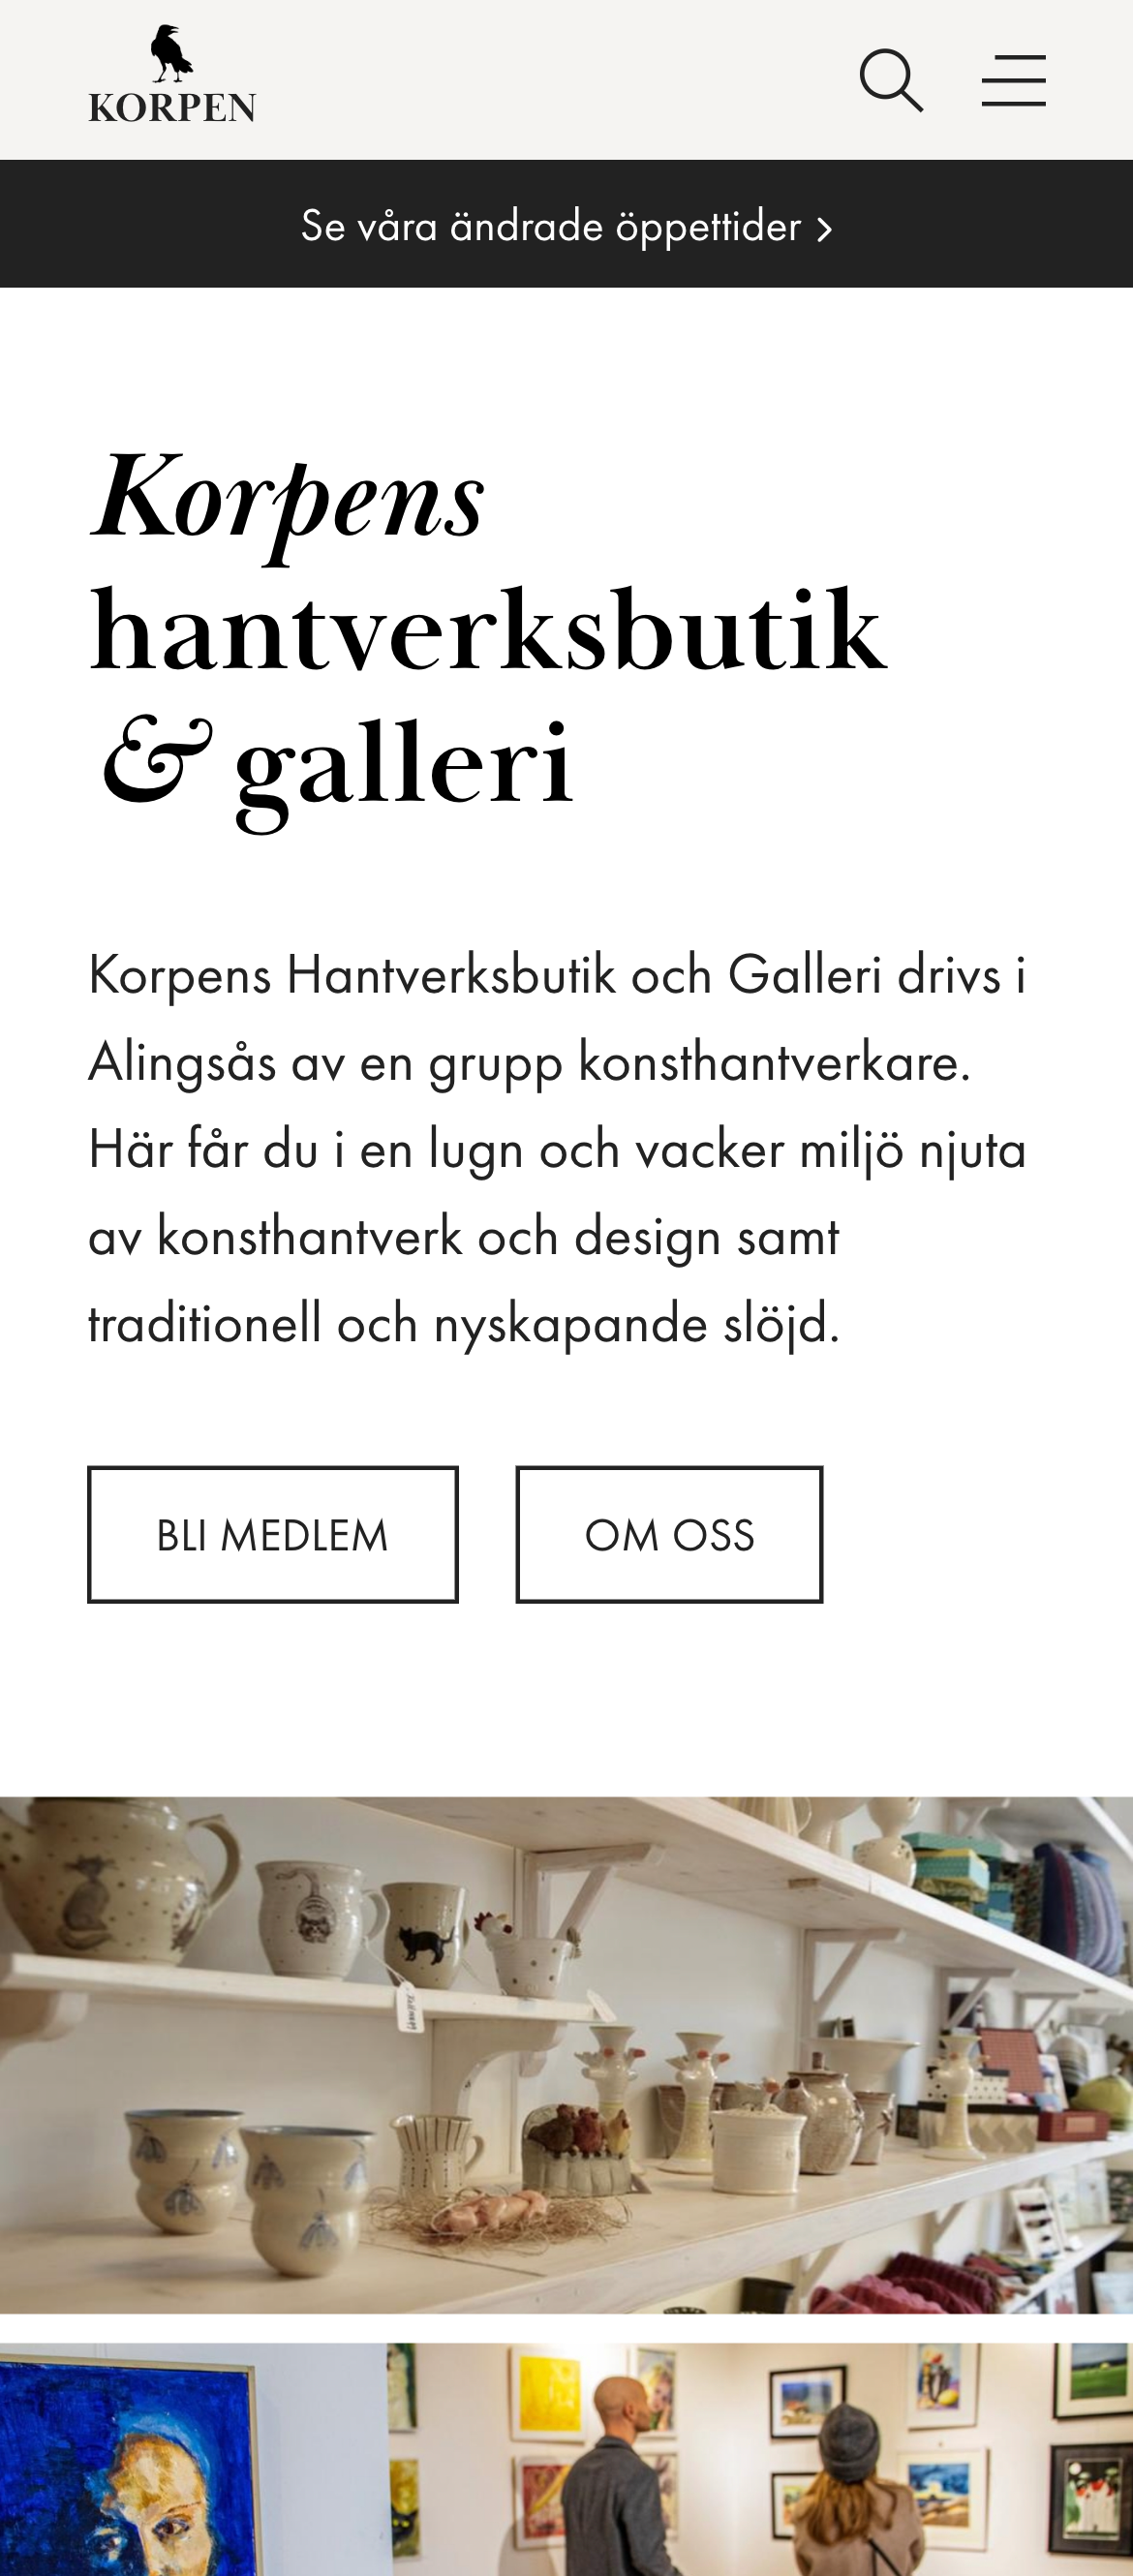 KORPEN
Se våra ändrade öppettider >
Korpens
hantverksbutik
& galleri
Korpens Hantverksbutik och Galleri drivs i
Alingsås av en grupp konsthantverkare.
Här får du i en lugn och vacker miljö njuta
av konsthantverk och design samt
traditionell och nyskapande slöjd.
BLI MEDLEM
OM OSS